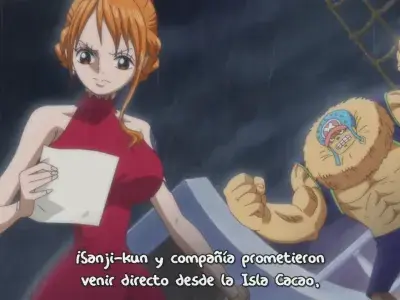 ¡Sanji-kun y compañía prometieron
venir directo desde la Isla Cacao,